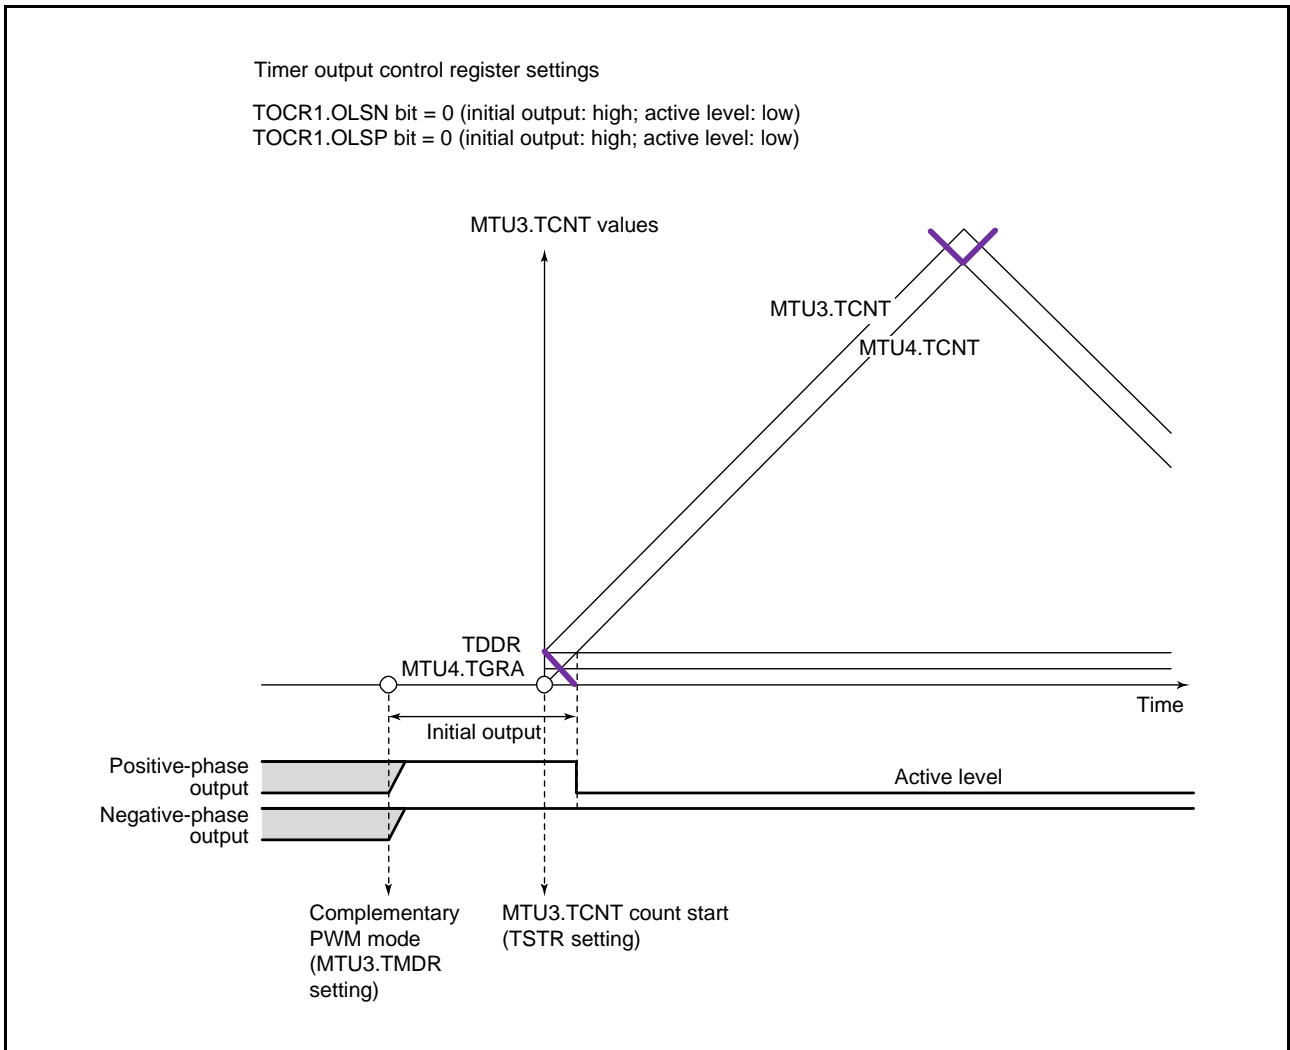 Timer output control register settings
TOCR1.OLSN bit = 0 (initial output: high; active level: low)
TOCR1.OLSP bit = 0 (initial output: high; active level: low)
MTU3.TCNT values
MTU3.TCNT
MTU4.TCNT
TDDR
MTU4.TGRA
Time
Initial output
Positive-phase
output
Active level
Negative-phase
output
Complementary
PWM mode
(MTU3.TMDR
setting)
MTU3.TCNT count start
(TSTR setting)